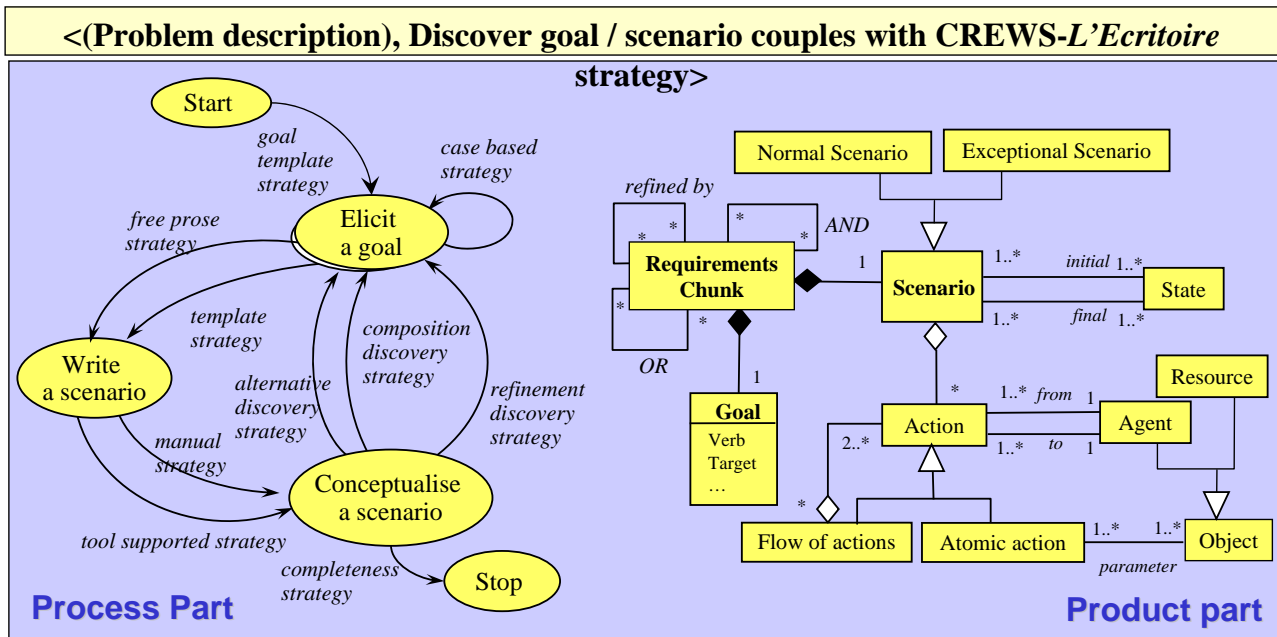 <(Problem description), Discover goal / scenario couples with CREWS-L'Ecritoire
strategy>
Start
goal
template
strategy
case based
strategy
Elicit
a goal
free prose
strategy
template
strategy
Write
a scenario
alternative
discovery
strategy
composition
discovery
strategy
refinement
discovery
strategy
manual
strategy
Conceptualise
a scenario
tool supported strategy
completeness
strategy
Stop
Process Part
Normal Scenario
Exceptional Scenario
refined by
*
*
*
*
AND
Requirements
Chunk
1
Scenario
1..*
initial
1..*
State
1..*
final
1..*
*
*
OR
1
Goal
Verb
Target
…
*
Action
1..*
from
1
Agent
1..*
to
1
Resource
2..*
*
Flow of actions
Atomic action
1..*
1..*
Object
parameter
Product part